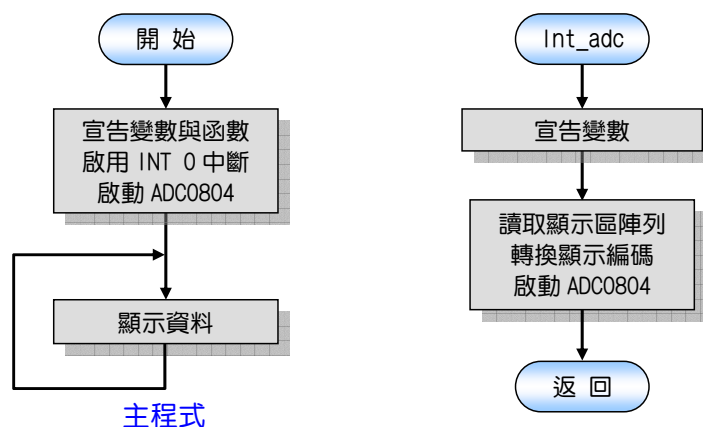 開 始
宣告變數與函數
啟用 INT 0 中斷
啟動 ADC0804
顯示資料
主程式
Int_adc
宣告變數
讀取顯示區陣列
轉換顯示編碼
啟動 ADC0804
返 回